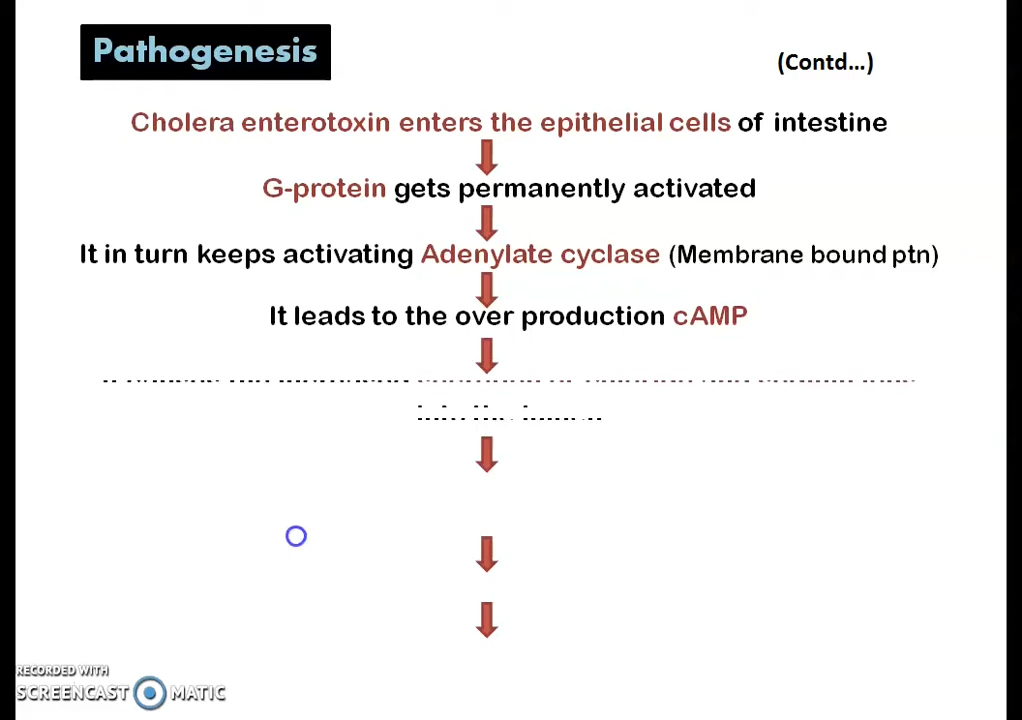 Pathogenesis
(Contd...)
Cholera enterotoxin enters the epithelial cells of intestine
G-protein gets permanently activated
It in turn keeps activating Adenylate cyclase (Membrane bound ptn)
It leads to the over production cAMP
RECORDED WITH
SCREENCAST MATIC